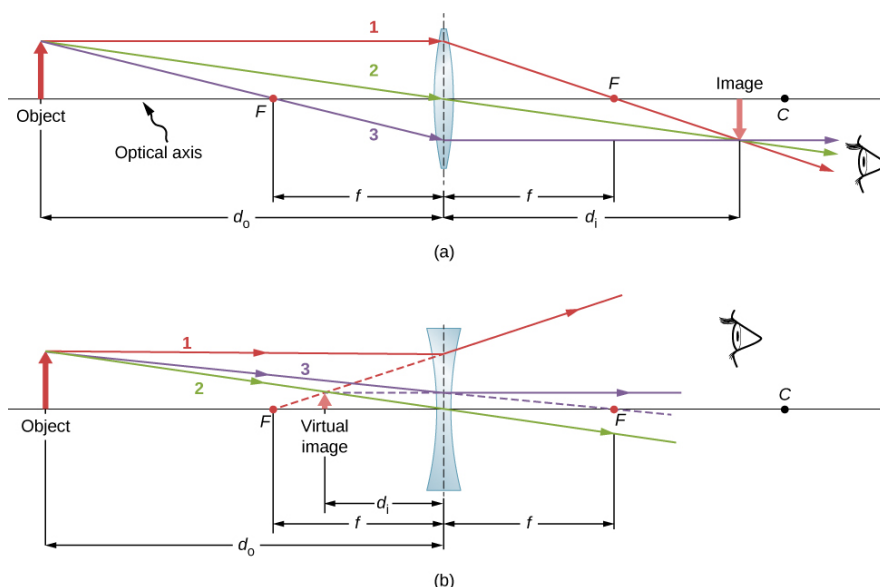 1
2
F
Image
Object
F
C
3
Optical axis
f
f
do
di
(a)
1
3
2
C
Object
F
Virtual
image
F
di
f
f
do
(b)